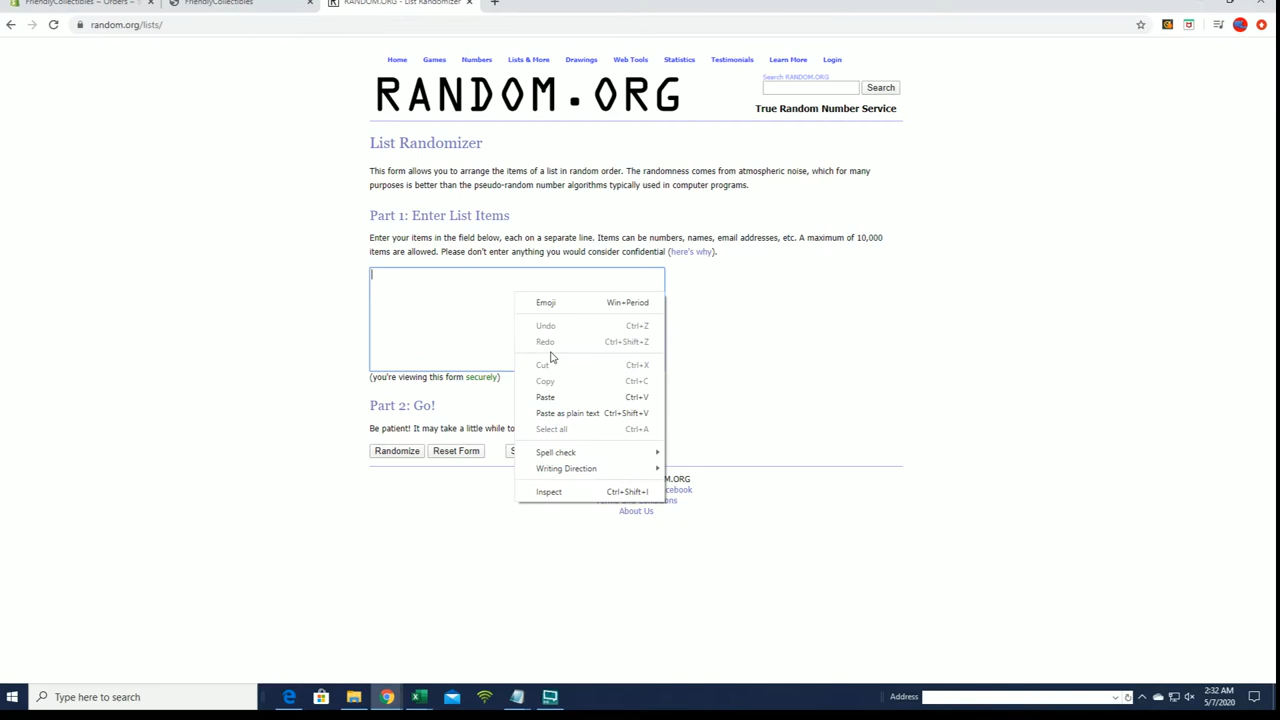 FriendlyCollectibles – Orders –
FriendlyCollectibles
RANDOM.ORG - List Randomizer
random.org/lists/
Home Games Numbers Lists & More Drawings Web Tools Statistics Testimonials Learn More Login
RANDOM.ORG
Search RANDOM.ORG
Search
True Random Number Service
List Randomizer
This form allows you to arrange the items of a list in random order. The randomness comes from atmospheric noise, which for many
purposes is better than the pseudo-random number algorithms typically used in computer programs.
Part 1: Enter List Items
Enter your items in the field below, each on a separate line. Items can be numbers, names, email addresses, etc. A maximum of 10,000
items are allowed. Please don't enter anything you would consider confidential (here's why).
Emoji Win+Period
Undo Ctrl+Z
Redo Ctrl+Shift+Z
Cut Ctrl+X
Copy Ctrl+C
Paste Ctrl+V
Paste as plain text Ctrl+Shift+V
Select all Ctrl+A
Spell check
Writing Direction
Inspect Ctrl+Shift+I
(you're viewing this form securely)
Part 2: Go!
Be patient! It may take a little while to
Randomize Reset Form S
M.ORG
cebook
About Us
Type here to search
Address
2:32 AM
5/7/2020